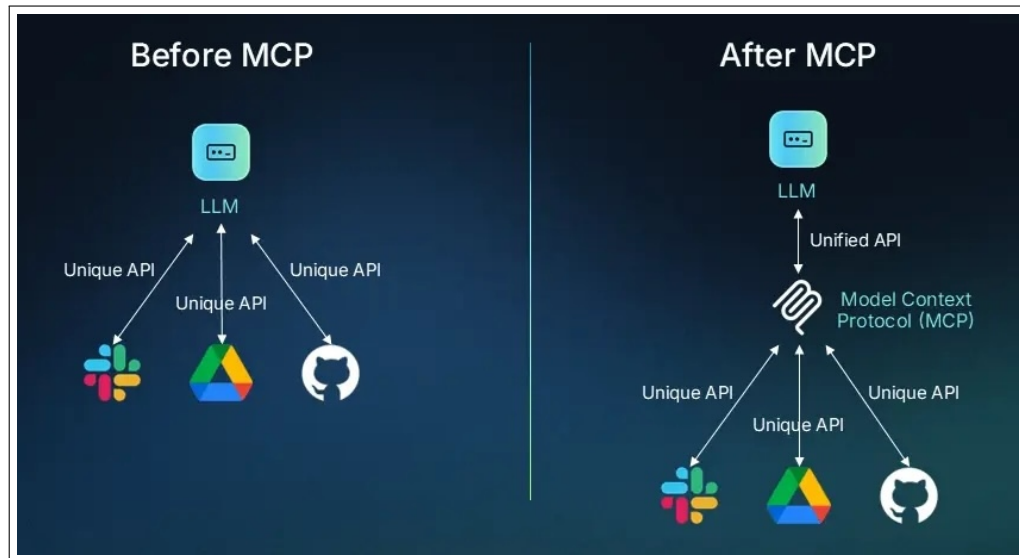 Before MCP
LLM
Unique API
Unique API
Unique API
After MCP
LLM
Unified API
Model Context
Protocol (MCP)
Unique API
Unique API
Unique API